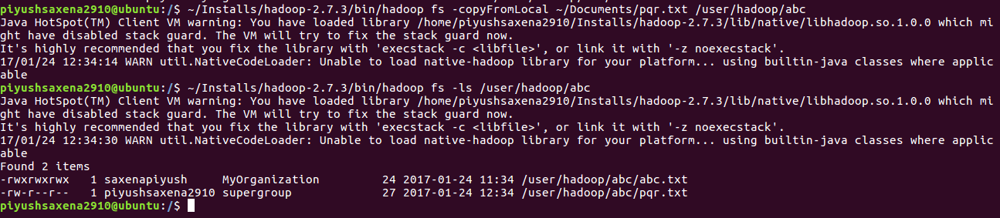 piyushsaxena2910@ubuntu:/$ ~/Installs/hadoop-2.7.3/bin/hadoop fs -copyFromLocal ~/Documents/pqr.txt /user/hadoop/abc
Java HotSpot(TM) Client VM warning: You have loaded library /home/piyushsaxena2910/Installs/hadoop-2.7.3/lib/native/libhadoop.so.1.0.0 which mi
ght have disabled stack guard. The VM will try to fix the stack guard now.
It's highly recommended that you fix the library with 'execstack -c <libfile>', or link it with '-z noexecstack'.
17/01/24 12:34:14 WARN util.NativeCodeLoader: Unable to load native-hadoop library for your platform... using builtin-java classes where applic
able
piyushsaxena2910@ubuntu:/$ ~/Installs/hadoop-2.7.3/bin/hadoop fs -ls /user/hadoop/abc
Java HotSpot(TM) Client VM warning: You have loaded library /home/piyushsaxena2910/Installs/hadoop-2.7.3/lib/native/libhadoop.so.1.0.0 which mi
ght have disabled stack guard. The VM will try to fix the stack guard now.
It's highly recommended that you fix the library with 'execstack -c <libfile>', or link it with '-z noexecstack'.
17/01/24 12:34:30 WARN util.NativeCodeLoader: Unable to load native-hadoop library for your platform... using builtin-java classes where applic
able
Found 2 items
-rwxrwxrwx   1 saxenapiyush     MyOrganization         24 2017-01-24 11:34 /user/hadoop/abc/abc.txt
-rw-r--r--   1 piyushsaxena2910 supergroup             27 2017-01-24 12:34 /user/hadoop/abc/pqr.txt
piyushsaxena2910@ubuntu:/$